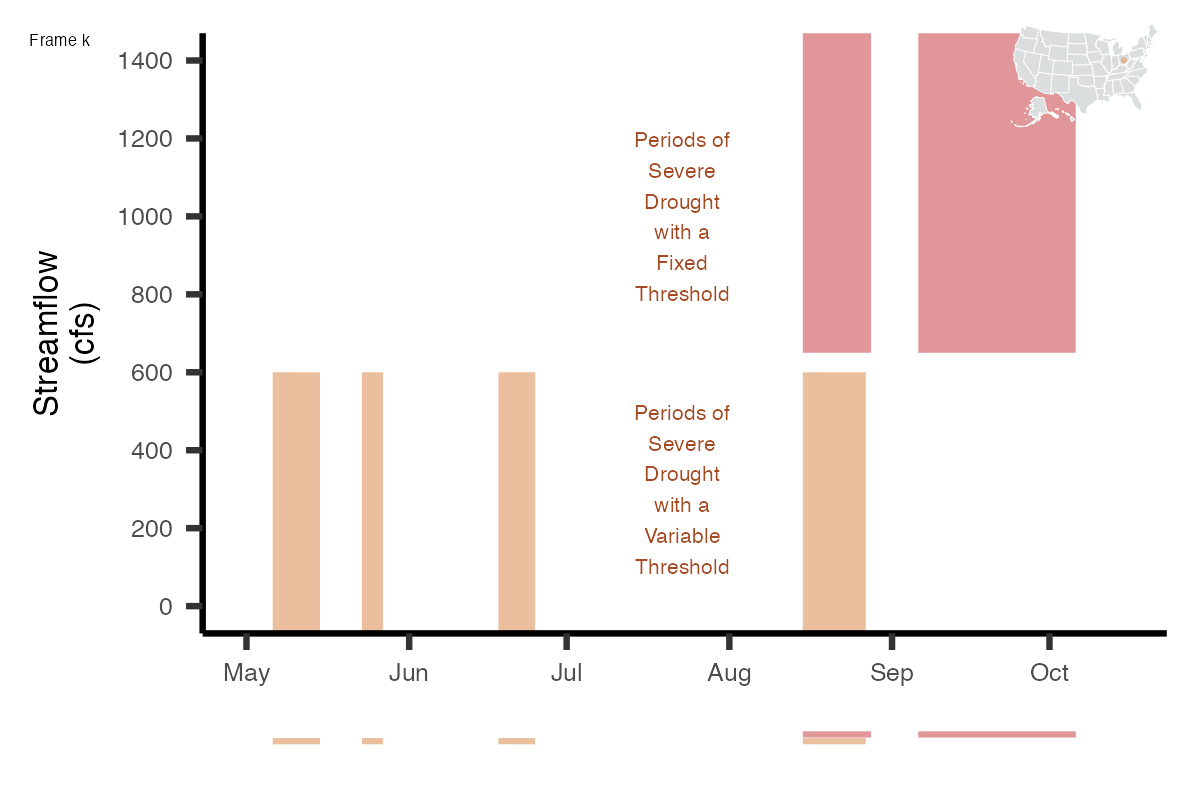 Frame k
Streamflow
(cfs)
1400
1200
1000
800
600
400
200
0
Periods of
Severe
Drought
with a
Fixed
Threshold
Periods of
Severe
Drought
with a
Variable
Threshold
May
Jun
Jul
Aug
Sep
Oct